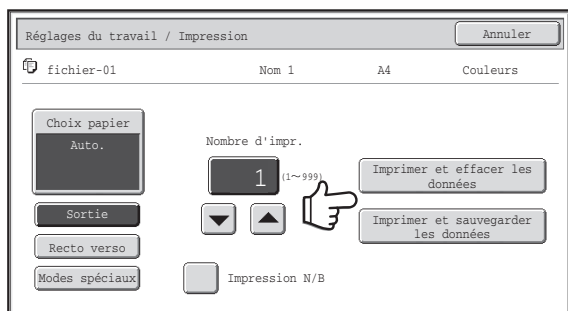 Réglages du travail / Impression
Annuler
fichier-01 Nom 1 A4 Couleurs
Choix papier
Auto.
Nombre d'impr.
1 (1~999)
Imprimer et effacer les
données
Sortie
Imprimer et sauvegarder
les données
Recto verso
Modes spéciaux
Impression N/B